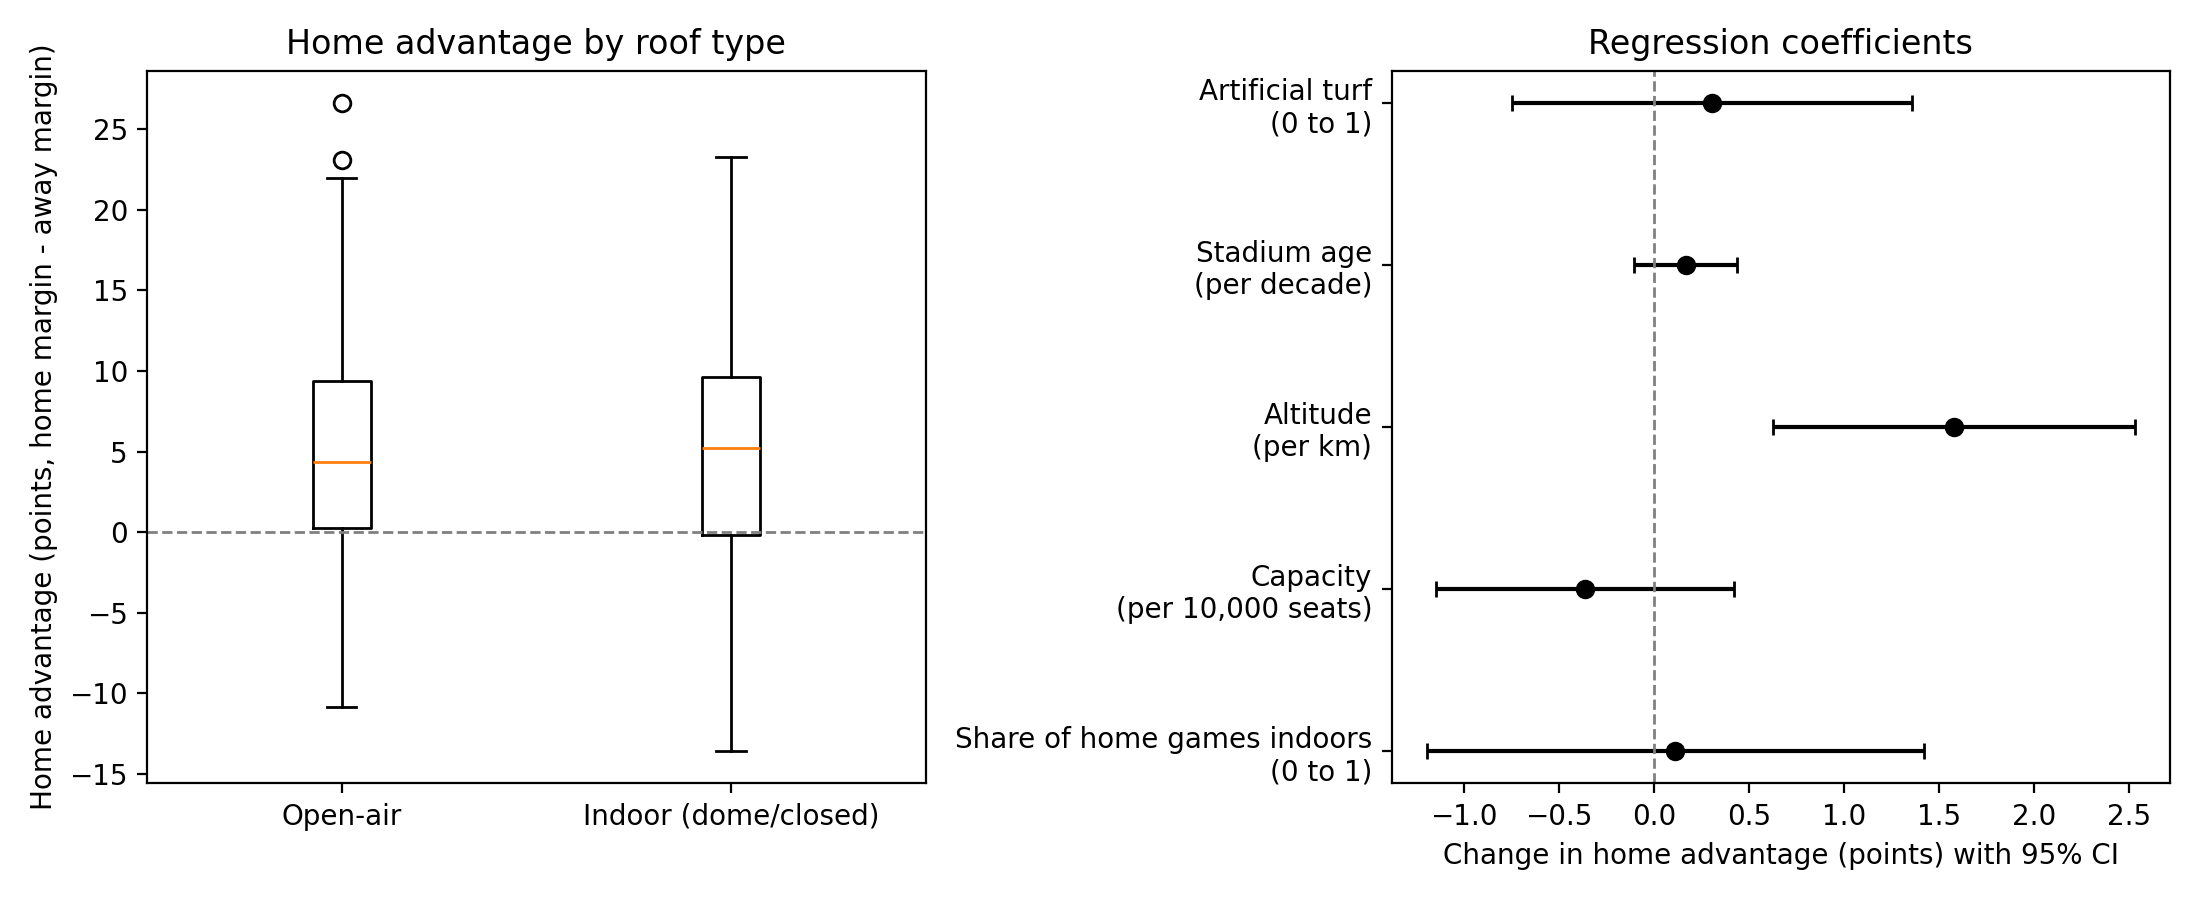 Home advantage by roof type
Home advantage (points, home margin - away margin)
25
20
15
10
5
0
−5
−10
−15
Open-air
Indoor (dome/closed)
Regression coefficients
Artificial turf
(0 to 1)
Stadium age
(per decade)
Altitude
(per km)
Capacity
(per 10,000 seats)
Share of home games indoors
(0 to 1)
−1.0 −0.5 0.0 0.5 1.0 1.5 2.0 2.5
Change in home advantage (points) with 95% CI